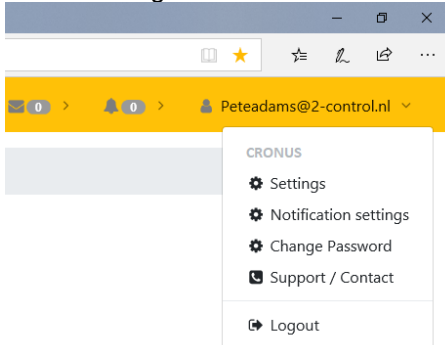 0 > 0 > Peteadams@2-control.nl
CRONUS
Settings
Notification settings
Change Password
Support / Contact
Logout